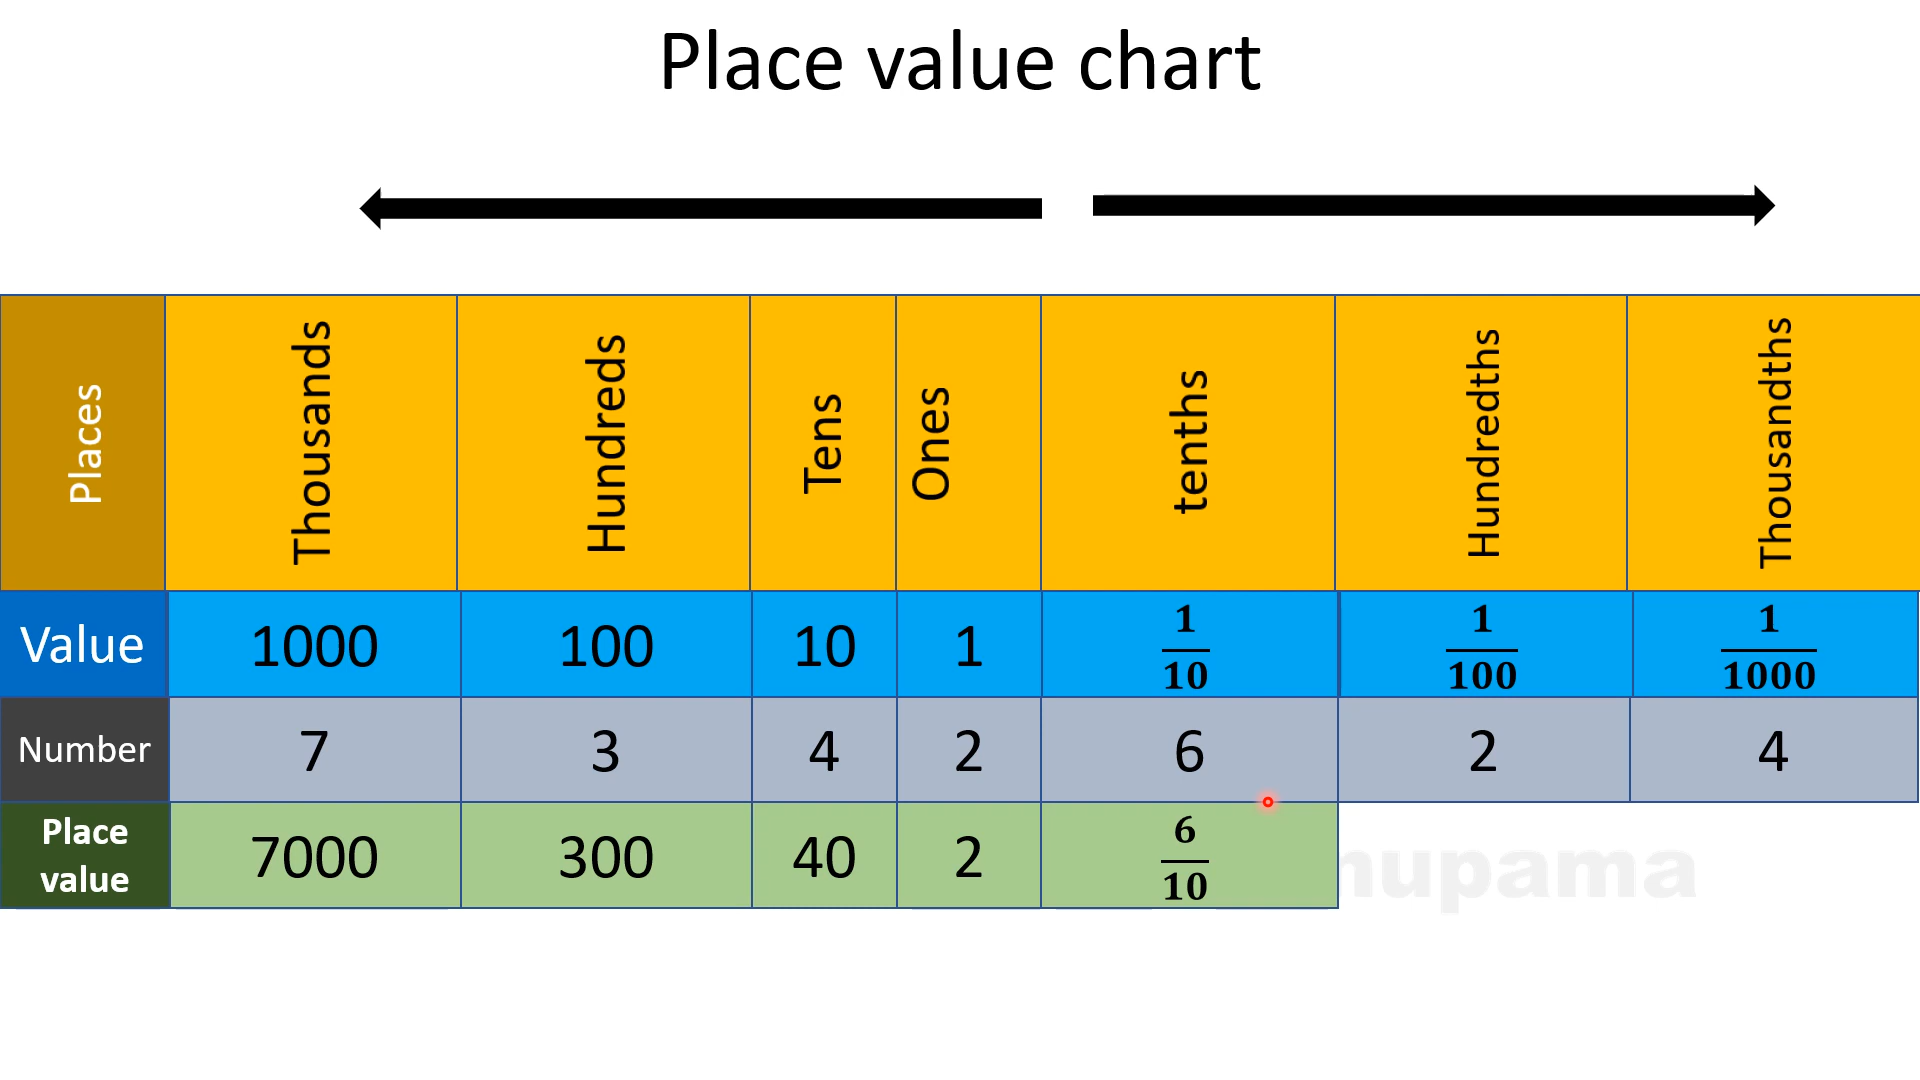 Place value chart
Places Thousands Hundreds Tens Ones tenths Hundredths Thousandths
Value 1000 100 10 1 1/10 1/100 1/1000
Number 7 3 4 2 6 2 4
Place value 7000 300 40 2 6/10